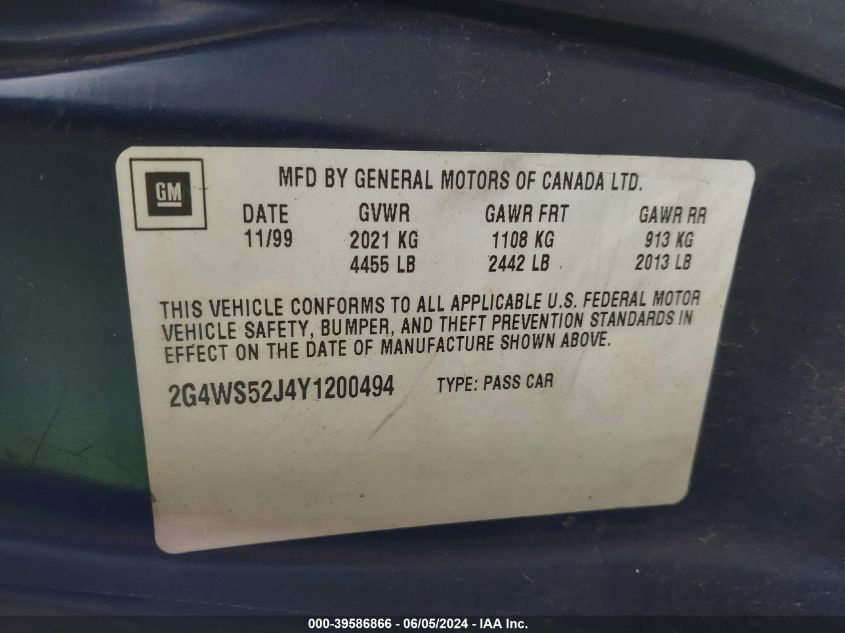 GM
MFD BY GENERAL MOTORS OF CANADA LTD.
DATE GVWR GAWR FRT GAWR RR
11/99 2021 KG 1108 KG 913 KG
4455 LB 2442 LB 2013 LB
THIS VEHICLE CONFORMS TO ALL APPLICABLE U.S. FEDERAL MOTOR
VEHICLE SAFETY, BUMPER, AND THEFT PREVENTION STANDARDS IN
EFFECT ON THE DATE OF MANUFACTURE SHOWN ABOVE.
2G4WS52J4Y1200494 TYPE: PASS CAR
000-39586866 - 06/05/2024 - IAA Inc.